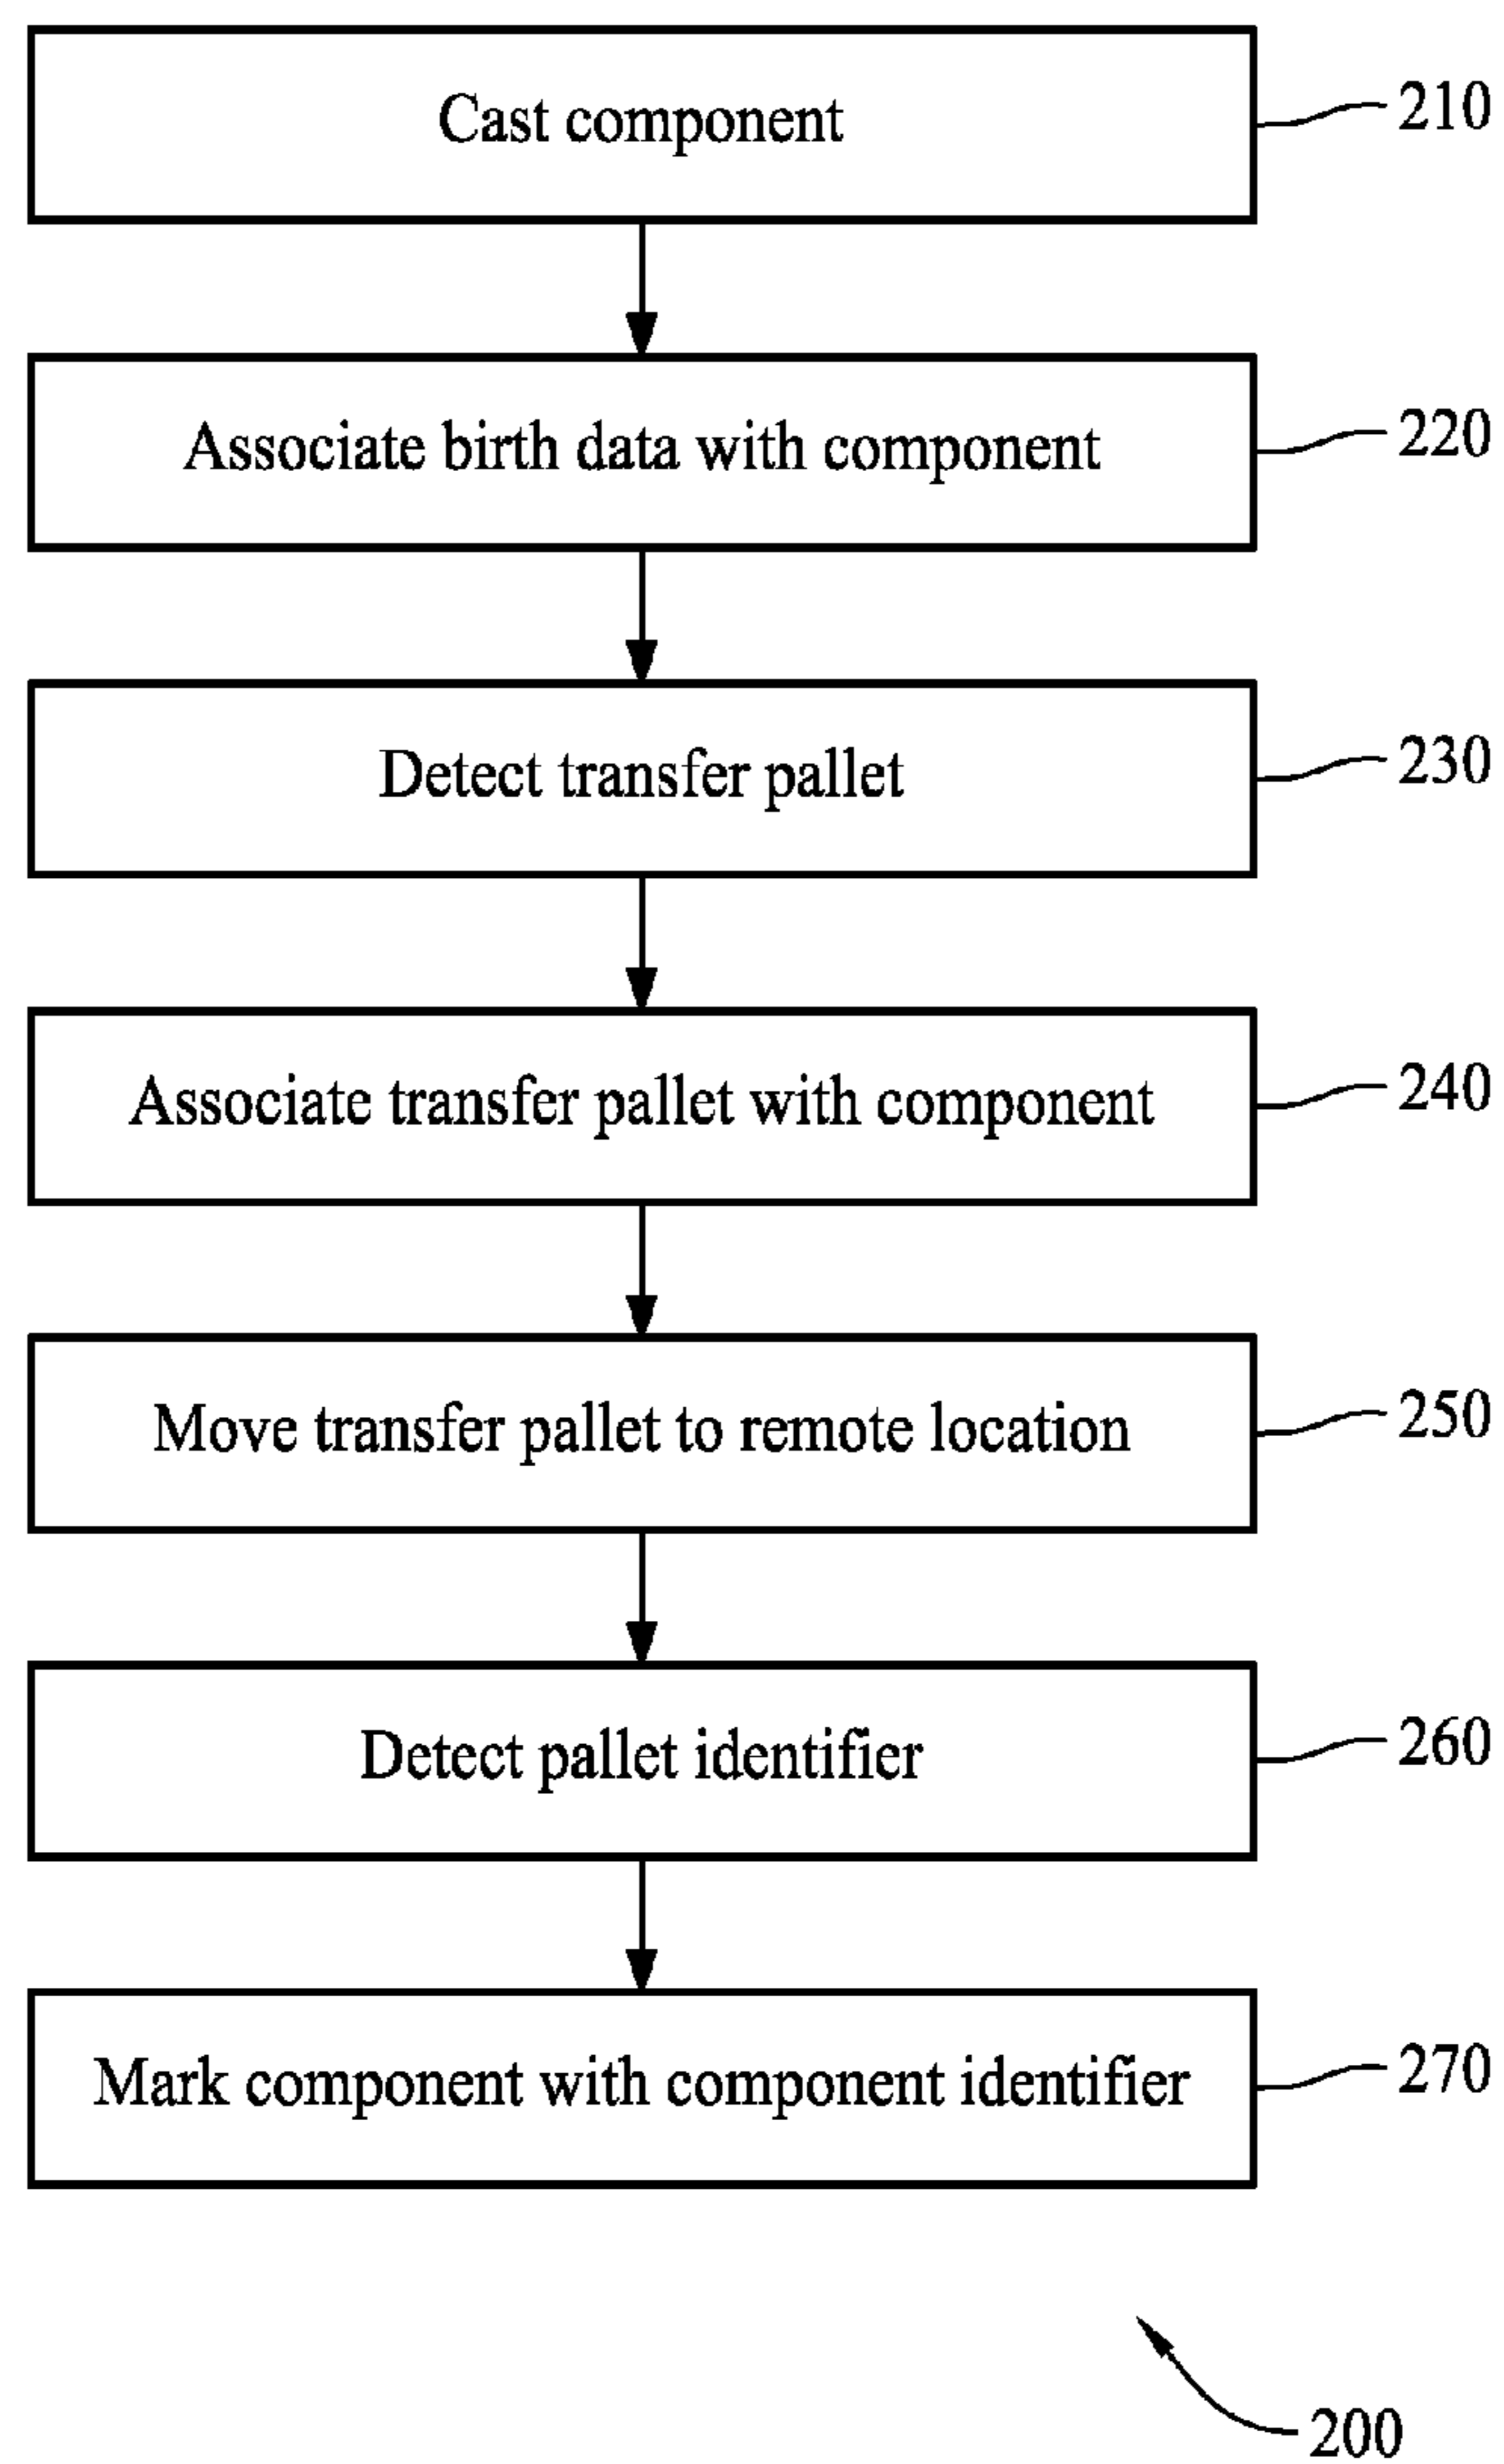 Cast component
210
Associate birth data with component
220
Detect transfer pallet
230
Associate transfer pallet with component
240
Move transfer pallet to remote location
250
Detect pallet identifier
260
Mark component with component identifier
270
200